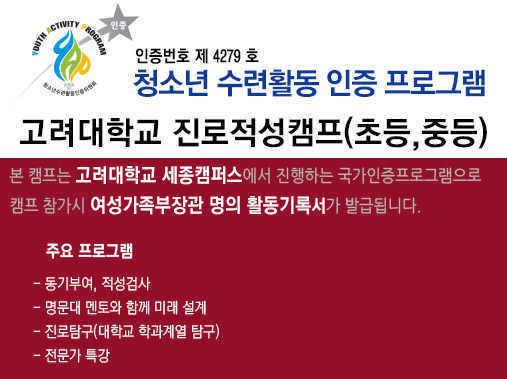 YOUTH ACTIVITY PROGRAM
인증
청소년수련활동인증위원회
인증번호 제 4279 호
청소년 수련활동 인증 프로그램
고려대학교 진로적성캠프(초등,중등)
본 캠프는 고려대학교 세종캠퍼스에서 진행하는 국가인증프로그램으로
캠프 참가시 여성가족부장관 명의 활동기록서가 발급됩니다.
주요 프로그램
- 동기부여, 적성검사
- 명문대 멘토와 함께 미래 설계
- 진로탐구(대학교 학과계열 탐구)
- 전문가 특강